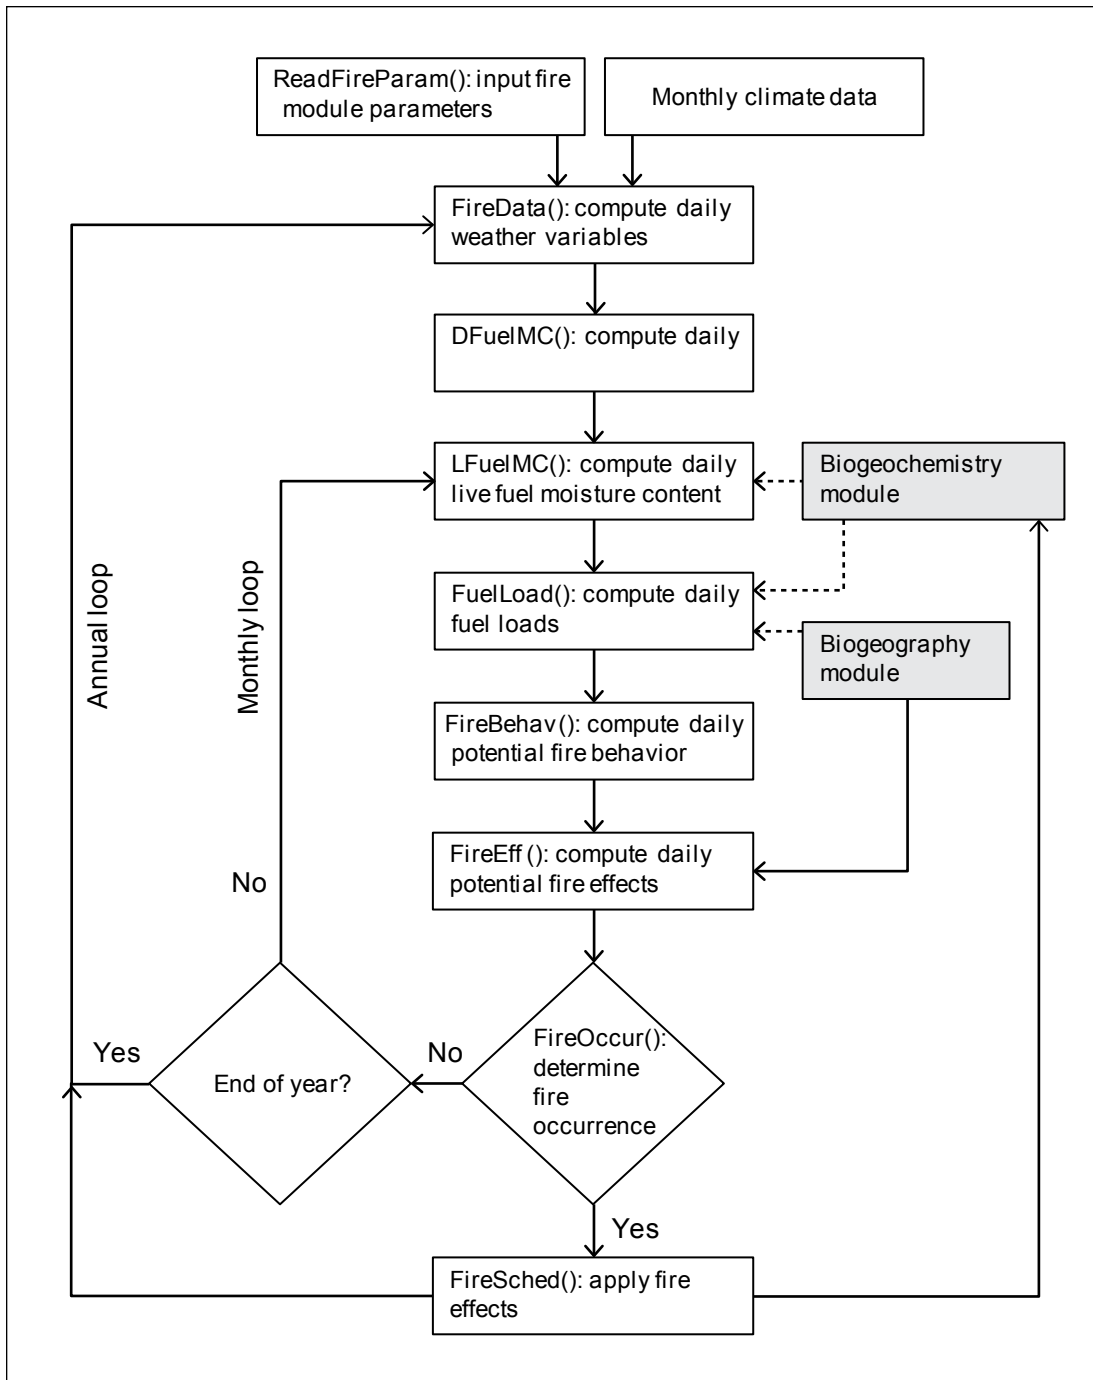 ReadFireParam(): input fire
module parameters
Monthly climate data
FireData(): compute daily
weather variables
DFuelMC(): compute daily
LFuelMC(): compute daily
live fuel moisture content
Biogeochemistry
module
FuelLoad(): compute daily
fuel loads
Biogeography
module
Annual loop
Monthly loop
FireBehav(): compute daily
potential fire behavior
FireEff(): compute daily
potential fire effects
No
Yes
End of year?
No
FireOccur():
determine
fire
occurrence
Yes
FireSched(): apply fire
effects